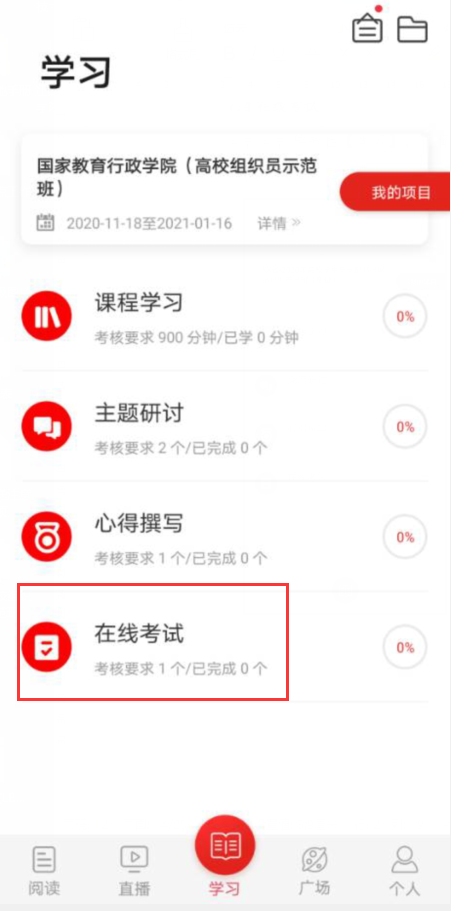 学习
国家教育行政学院（高校组织员示范
班）
我的项目
2020-11-18至2021-01-16 详情 »
课程学习
考核要求 900 分钟/已学 0 分钟
0%
主题研讨
考核要求 2 个/已完成 0 个
0%
心得撰写
考核要求 1 个/已完成 0 个
0%
在线考试
考核要求 1 个/已完成 0 个
0%
阅读 直播 学习 广场 个人